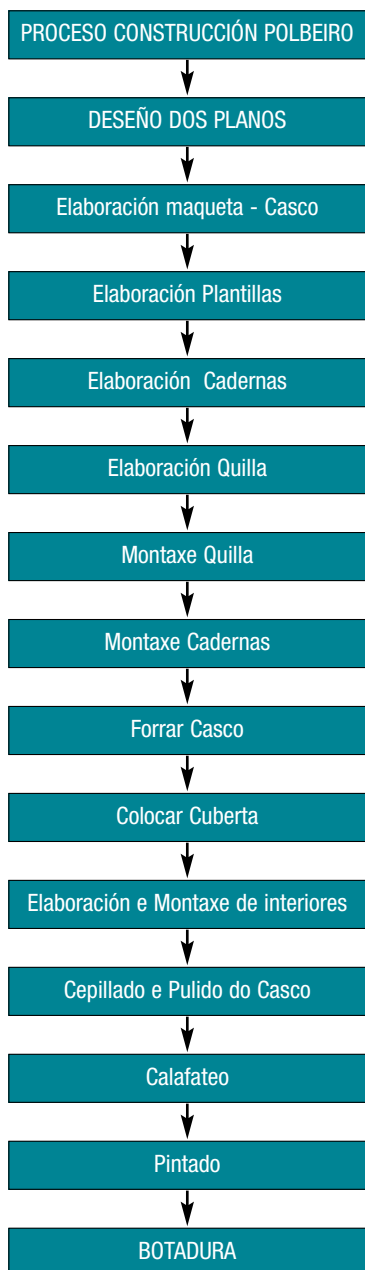 PROCESO CONSTRUCCIÓN POLBEIRO
DESEÑO DOS PLANOS
Elaboración maqueta - Casco
Elaboración Plantillas
Elaboración Cadernas
Elaboración Quilla
Montaxe Quilla
Montaxe Cadernas
Forrar Casco
Colocar Cuberta
Elaboración e Montaxe de interiores
Cepillado e Pulido do Casco
Calafateo
Pintado
BOTADURA